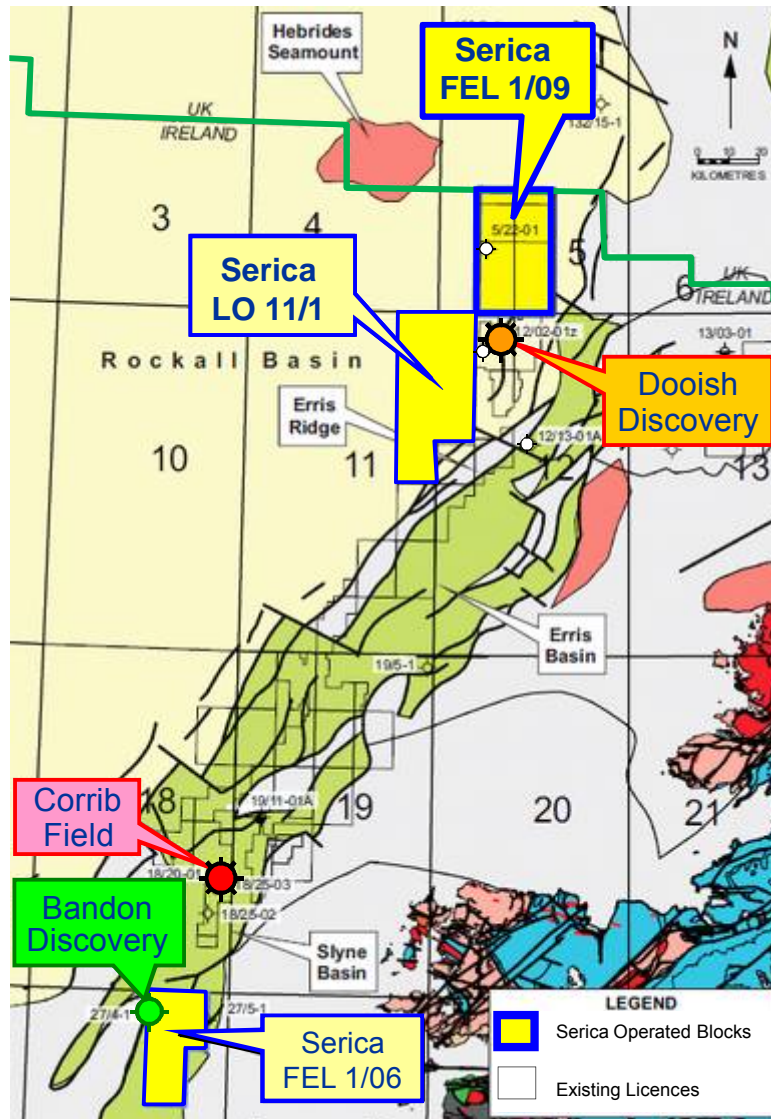 Hebrides
Seamount
Serica
FEL 1/09
N
132/15-1
0 10 20
KILOMETRES
UK
IRELAND
3
4
5/22-01
5
Serica
LO 11/1
6
UK
IRELAND
12/02-01z
13/03-01
Rockall Basin
Dooish
Discovery
Erris
Ridge
10
11
12/13-01A
12
13
Erris
Basin
19/5-1
Corrib
Field
18
19/11-01A
19
20
21
18/20-01
18/25-03
Bandon
Discovery
18/25-02
Slyne
Basin
27/4-1
27/5-1
Serica
FEL 1/06
LEGEND
Serica Operated Blocks
Existing Licences